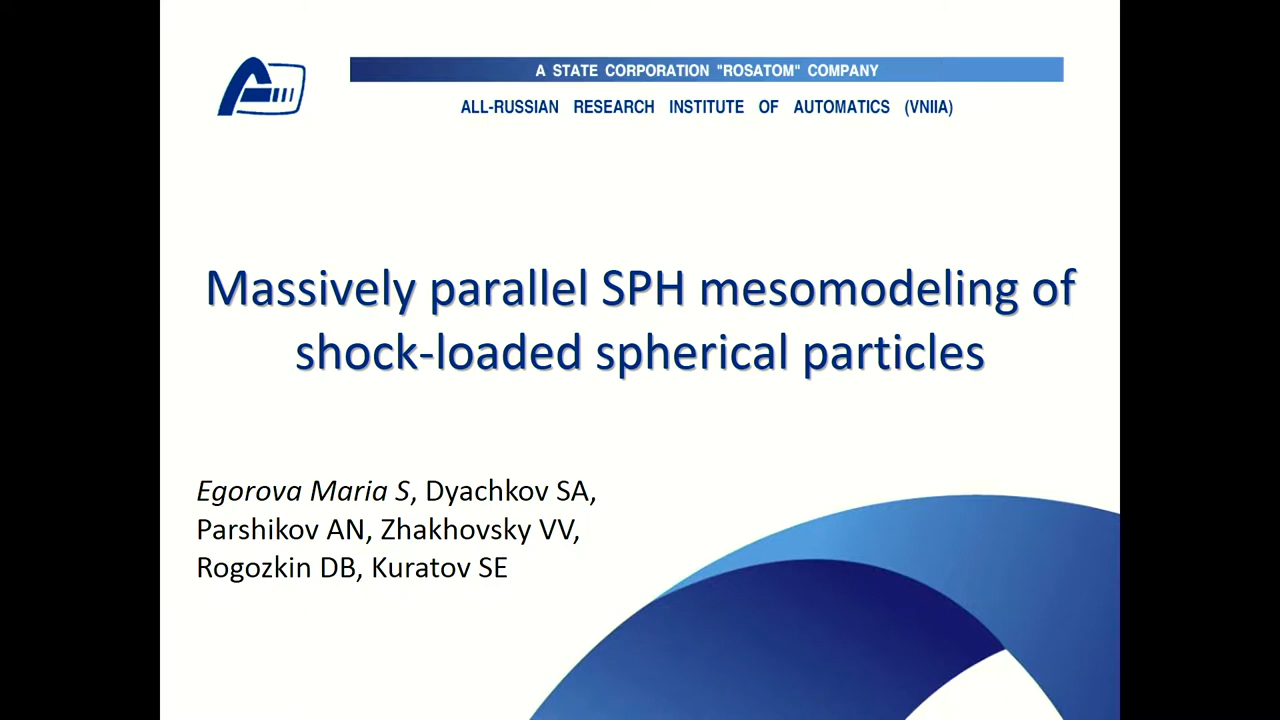 A STATE CORPORATION "ROSATOM" COMPANY
ALL-RUSSIAN RESEARCH INSTITUTE OF AUTOMATICS (VNIIA)
Massively parallel SPH mesomodeling of
shock-loaded spherical particles
Egorova Maria S, Dyachkov SA,
Parshikov AN, Zhakhovsky VV,
Rogozkin DB, Kuratov SE